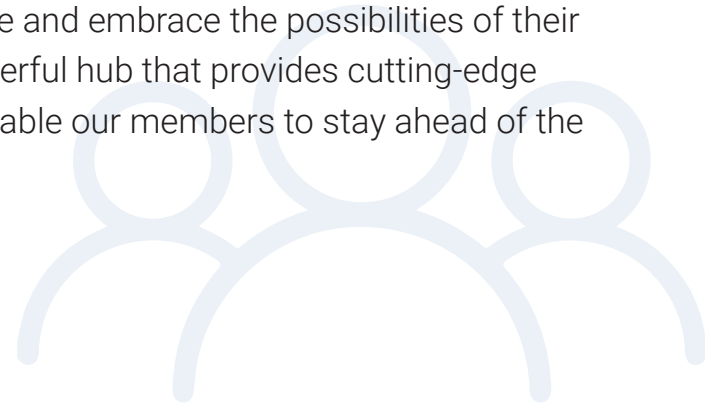 e and embrace the possibilities of their
erful hub that provides cutting-edge
able our members to stay ahead of the